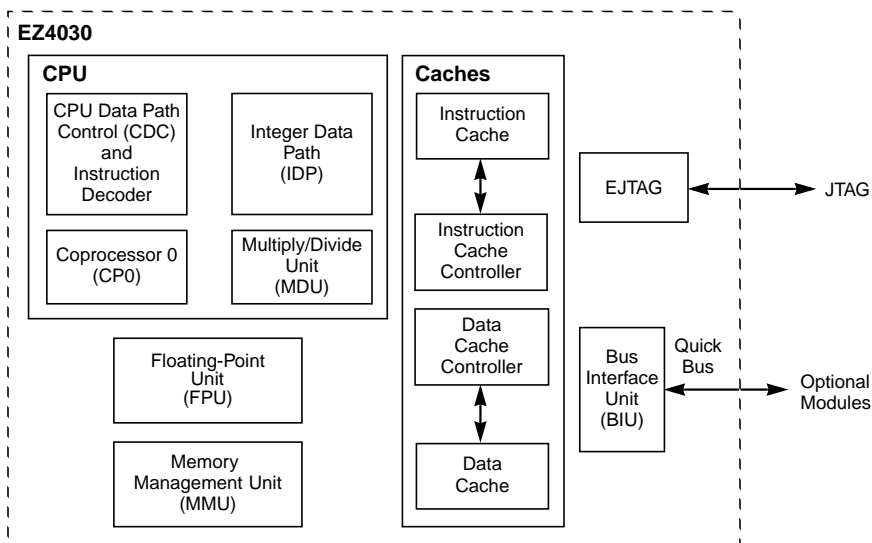 EZ4030
CPU
CPU Data Path
Control (CDC)
and
Instruction
Decoder
Integer Data
Path
(IDP)
Coprocessor 0
(CP0)
Multiply/Divide
Unit
(MDU)
Floating-Point
Unit
(FPU)
Memory
Management Unit
(MMU)
Caches
Instruction
Cache
Instruction
Cache
Controller
Data
Cache
Controller
Data
Cache
EJTAG
JTAG
Bus
Interface
Unit
(BIU)
Quick
Bus
Optional
Modules